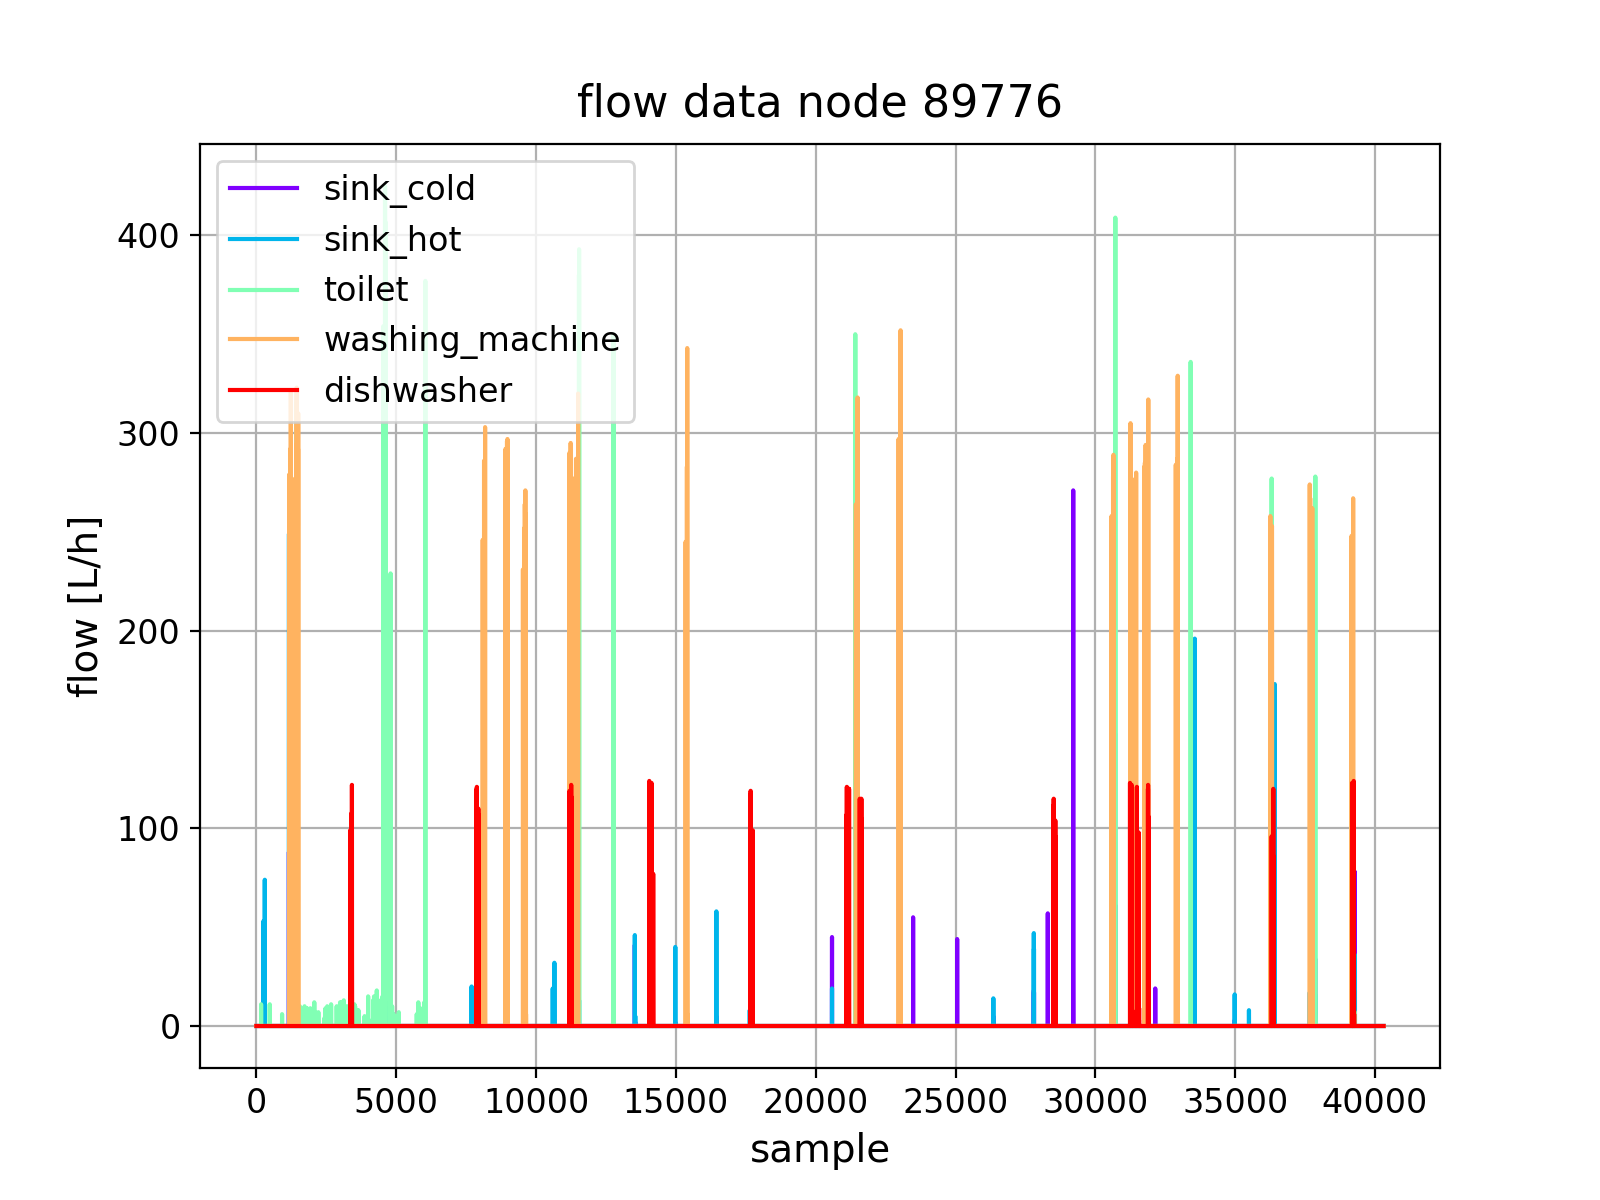 flow data node 89776
sink_cold
sink_hot
toilet
washing_machine
dishwasher
flow [L/h]
400
300
200
100
0
0 5000 10000 15000 20000 25000 30000 35000 40000
sample